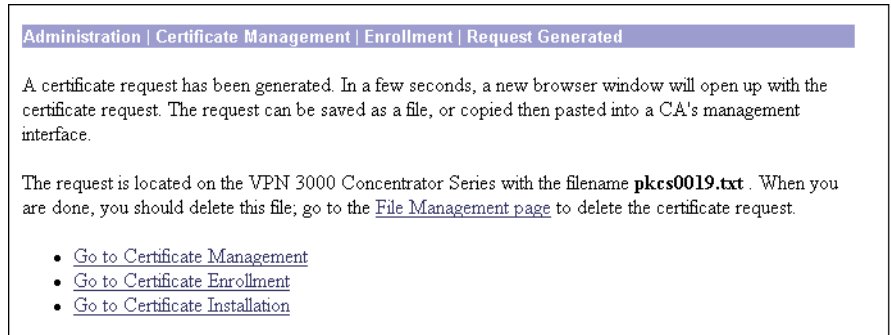 Administration | Certificate Management | Enrollment | Request Generated
A certificate request has been generated. In a few seconds, a new browser window will open up with the
certificate request. The request can be saved as a file, or copied then pasted into a CA's management
interface.
The request is located on the VPN 3000 Concentrator Series with the filename pkcs0019.txt . When you
are done, you should delete this file; go to the File Management page to delete the certificate request.
• Go to Certificate Management
• Go to Certificate Enrollment
• Go to Certificate Installation